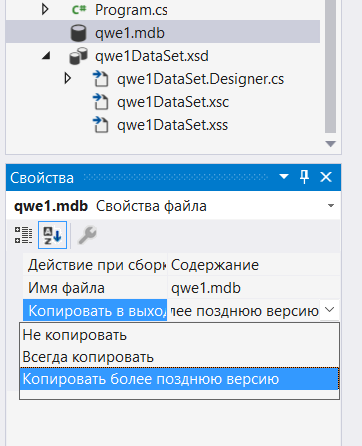 Program.cs
qwe1.mdb
qwe1DataSet.xsd
qwe1DataSet.Designer.cs
qwe1DataSet.xsc
qwe1DataSet.xss
Свойства
qwe1.mdb Свойства файла
Действие при сборк Содержание
Имя файла qwe1.mdb
Копировать в выход лее позднюю версию
Не копировать
Всегда копировать
Копировать более позднюю версию